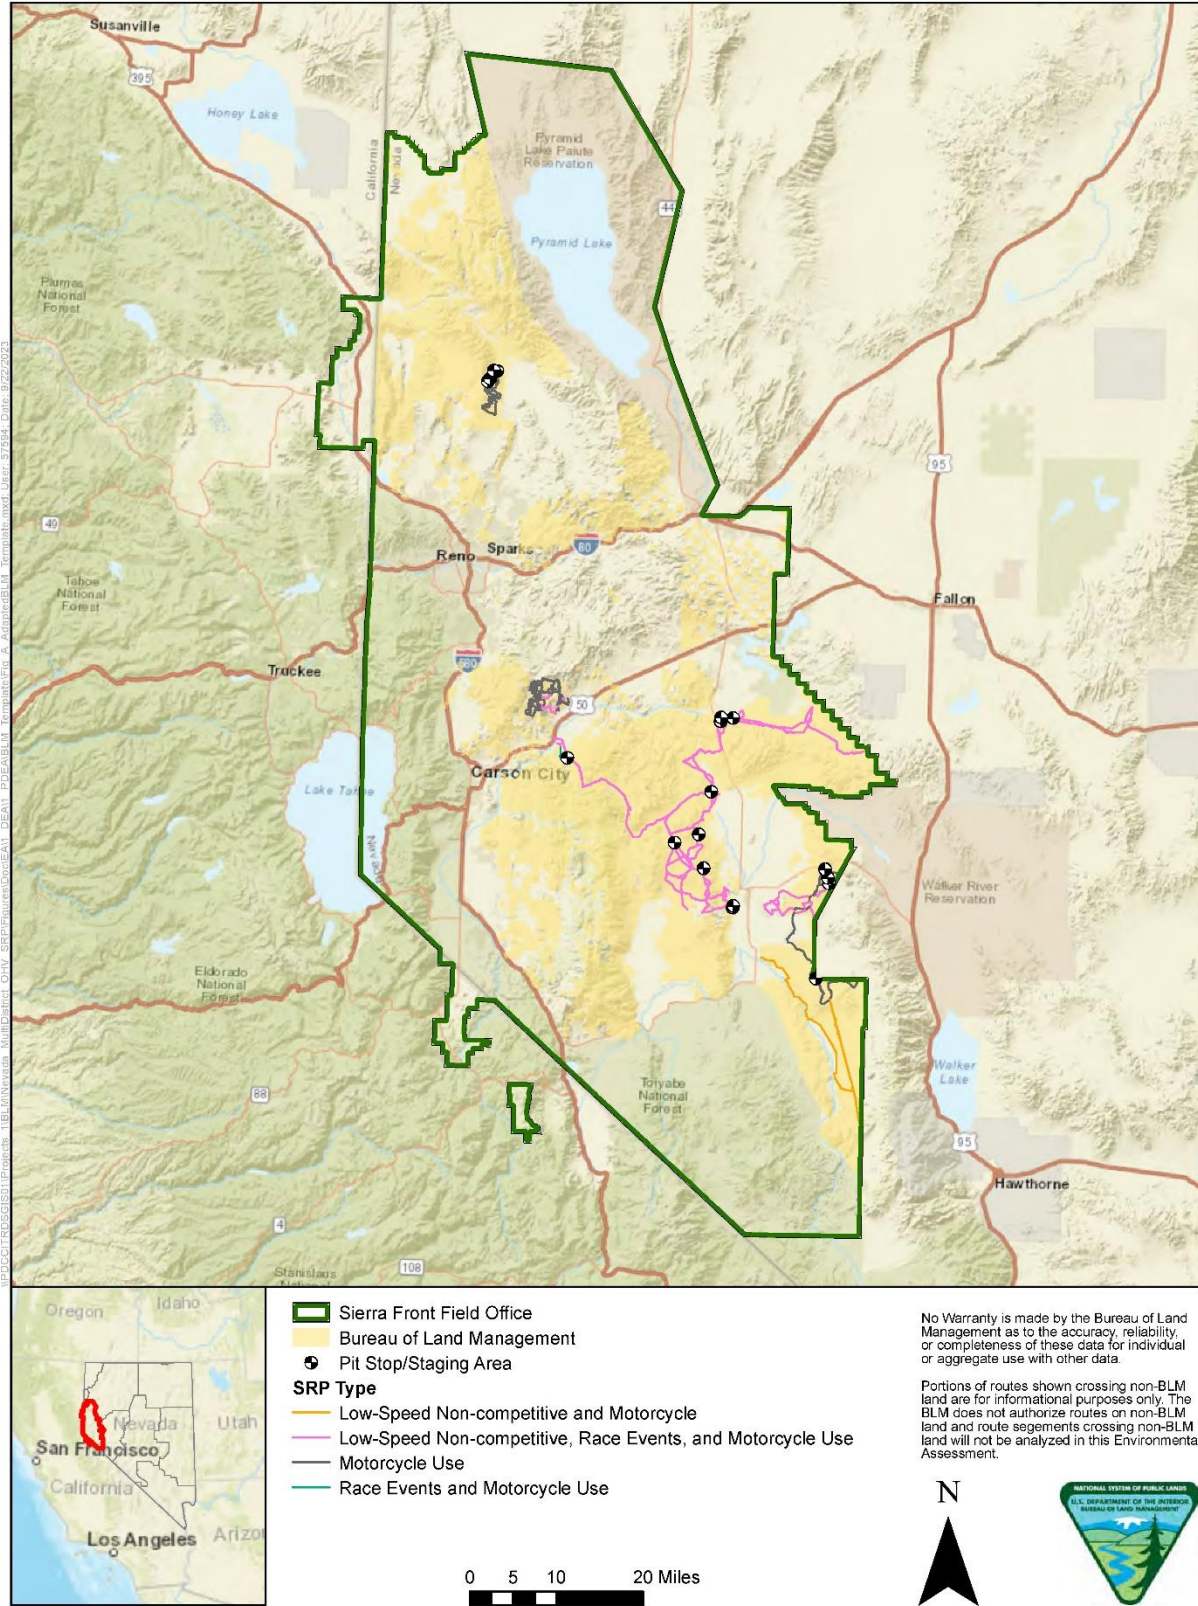 Susanville
395
Honey Lake
California
Nevada
Pyramid
Lake Paiute
Reservation
Pyramid Lake
44
Plumas
National
Forest
95
49
Reno
Sparks
80
Tahoe
National
Forest
Fallon
Truckee
580
50
Carson City
Lake Tahoe
Nevada
Walker River
Reservation
Eldorado
National
Forest
Walker
Lake
Toiyabe
National
Forest
88
95
Hawthorne
4
108
Stanislaus
National
Oregon
Idaho
Nevada
Utah
San Francisco
California
Los Angeles
Sierra Front Field Office
Bureau of Land Management
Pit Stop/Staging Area
SRP Type
Low-Speed Non-competitive and Motorcycle
Low-Speed Non-competitive, Race Events, and Motorcycle Use
Motorcycle Use
Race Events and Motorcycle Use
0 5 10 20 Miles
No Warranty is made by the Bureau of Land
Management as to the accuracy, reliability,
or completeness of these data for individual
or aggregate use with other data.
Portions of routes shown crossing non-BLM
land are for informational purposes only. The
BLM does not authorize routes on non-BLM
land and route segements crossing non-BLM
land will not be analyzed in this Environmenta
Assessment.
N
NATIONAL SYSTEM OF PUBLIC LANDS
U.S. DEPARTMENT OF THE INTERIOR
BUREAU OF LAND MANAGEMENT